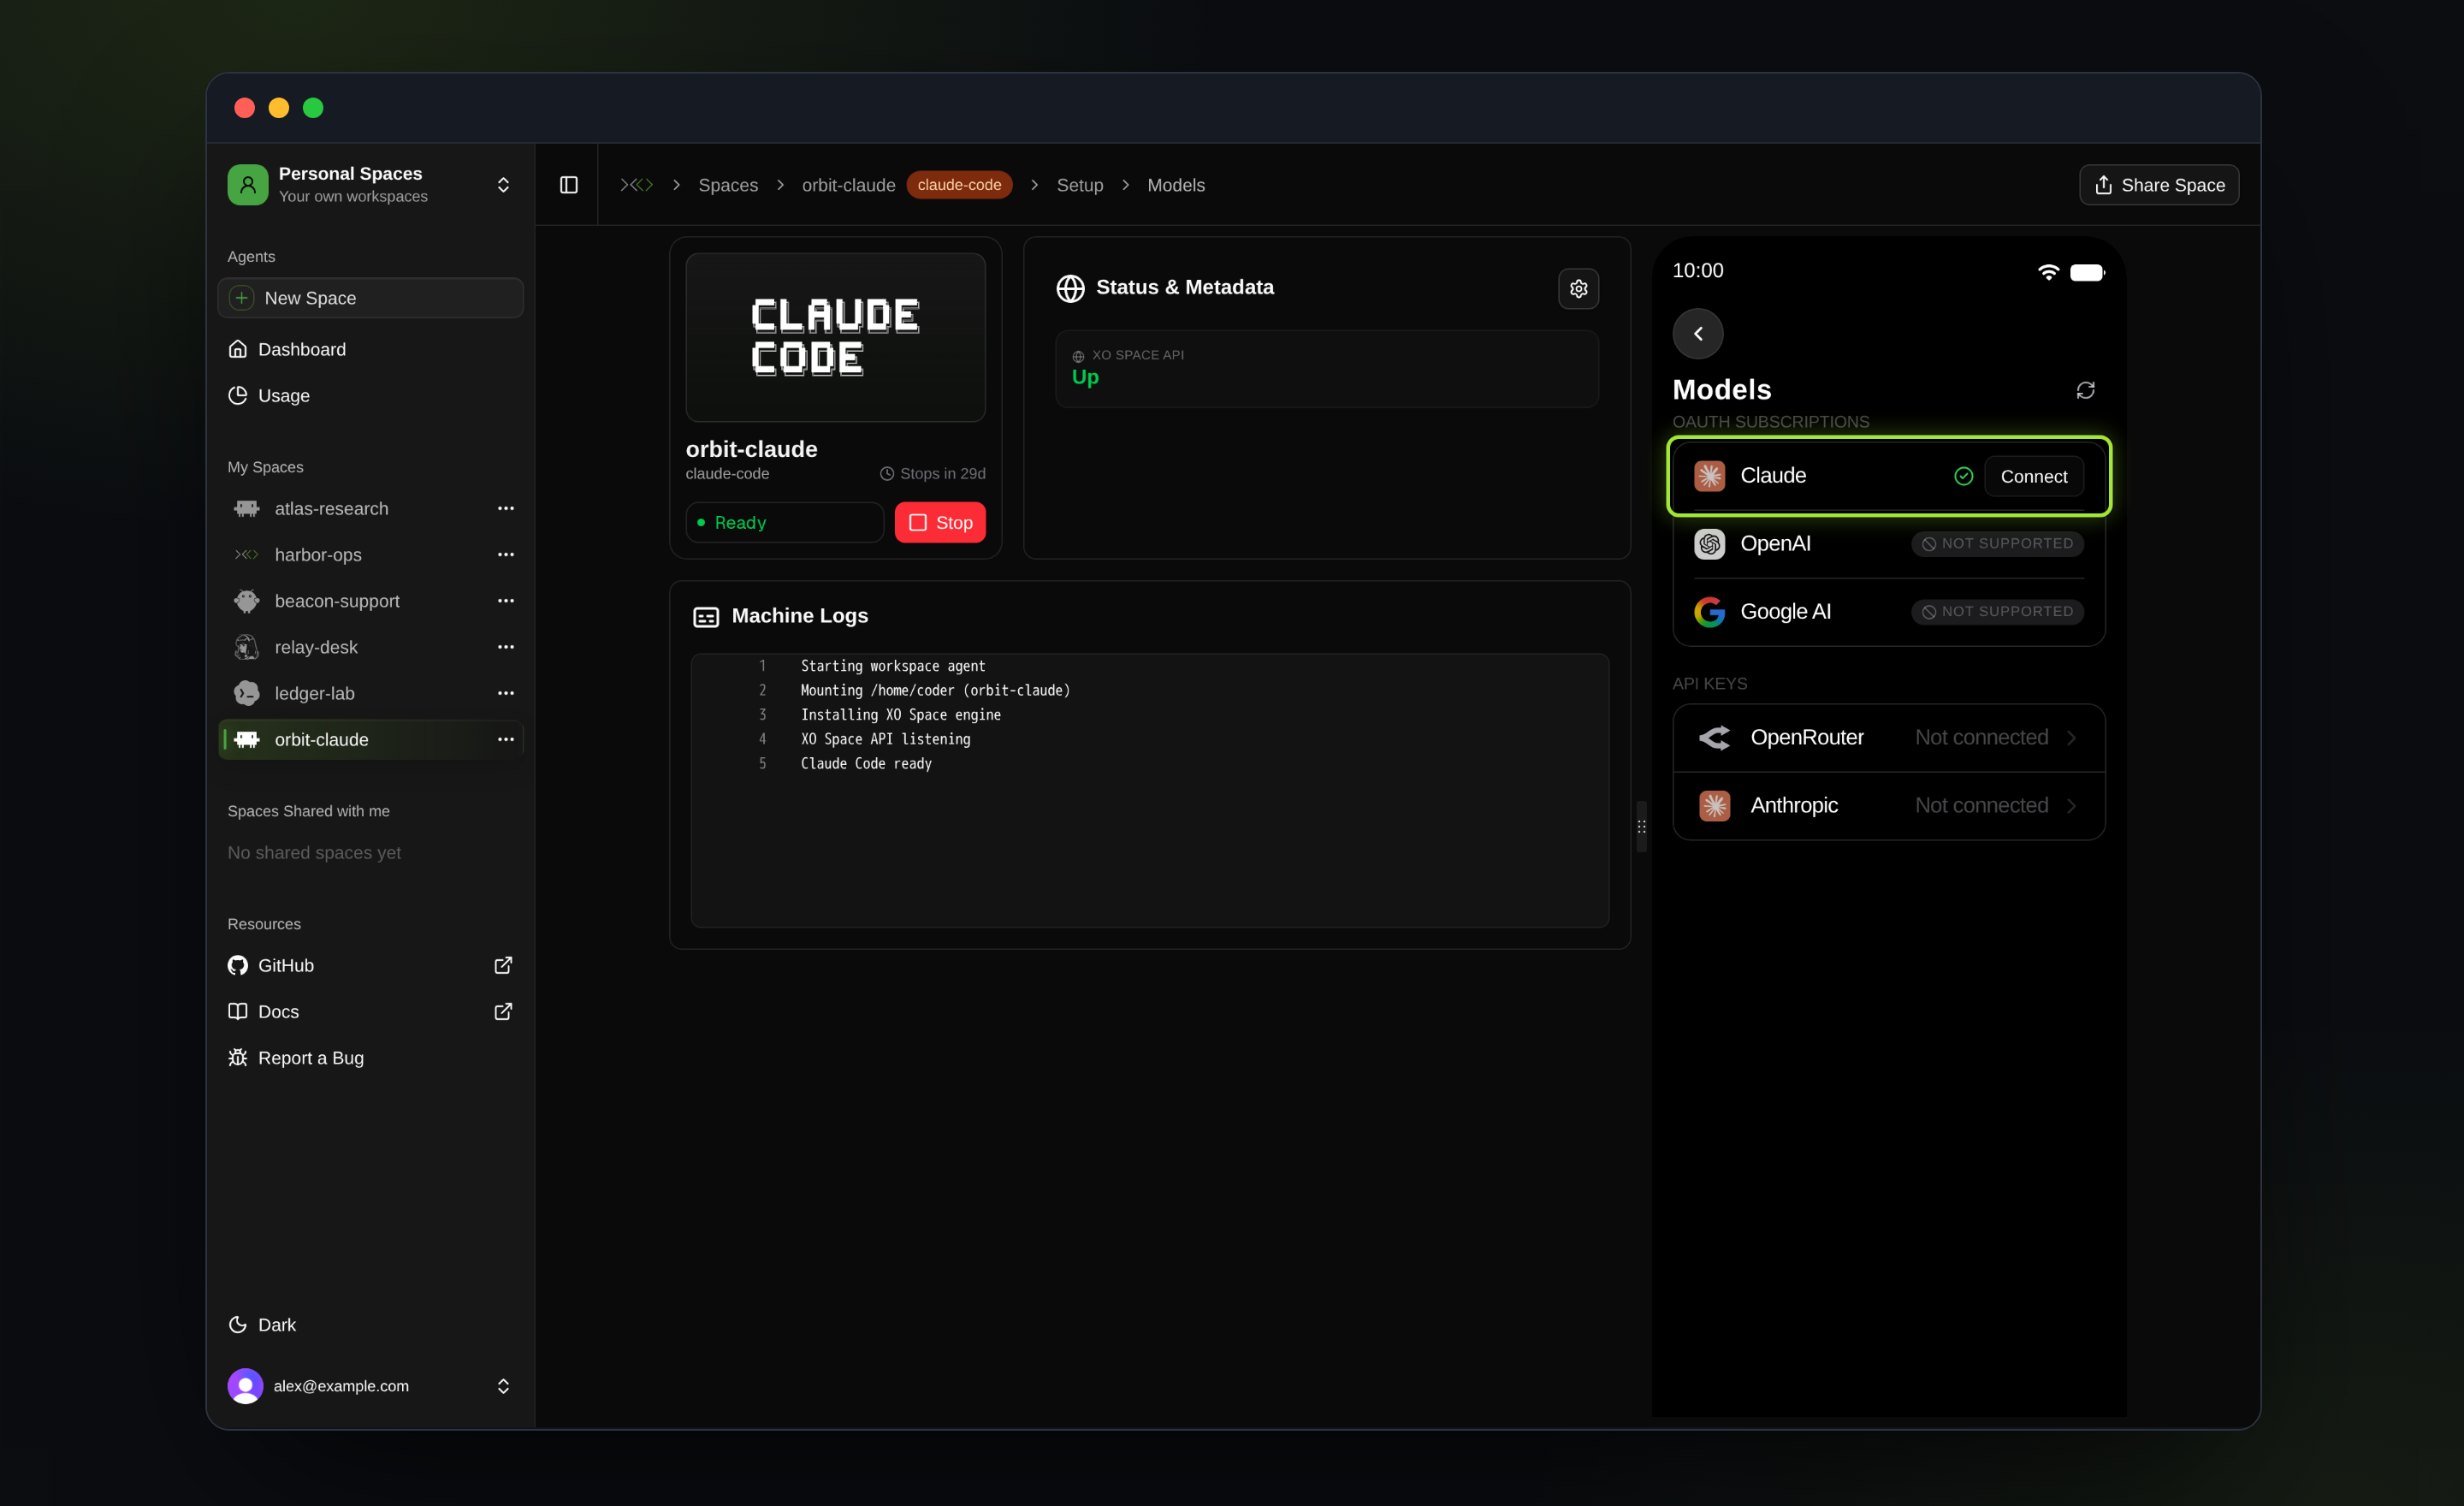 Personal Spaces
Your own workspaces
Agents
New Space
Dashboard
Usage
My Spaces
atlas-research
harbor-ops
beacon-support
relay-desk
ledger-lab
orbit-claude
Spaces Shared with me
No shared spaces yet
Resources
GitHub
Docs
Report a Bug
Dark
alex@example.com
Spaces
orbit-claude
claude-code
Setup
Models
Share Space
CLAUDE
CODE
orbit-claude
claude-code
Stops in 29d
Ready
Stop
Status & Metadata
XO SPACE API
Up
Machine Logs
1 Starting workspace agent
2 Mounting /home/coder (orbit-claude)
3 Installing XO Space engine
4 XO Space API listening
5 Claude Code ready
10:00
Models
OAUTH SUBSCRIPTIONS
Claude
Connect
OpenAI
NOT SUPPORTED
Google AI
NOT SUPPORTED
API KEYS
OpenRouter
Not connected
Anthropic
Not connected